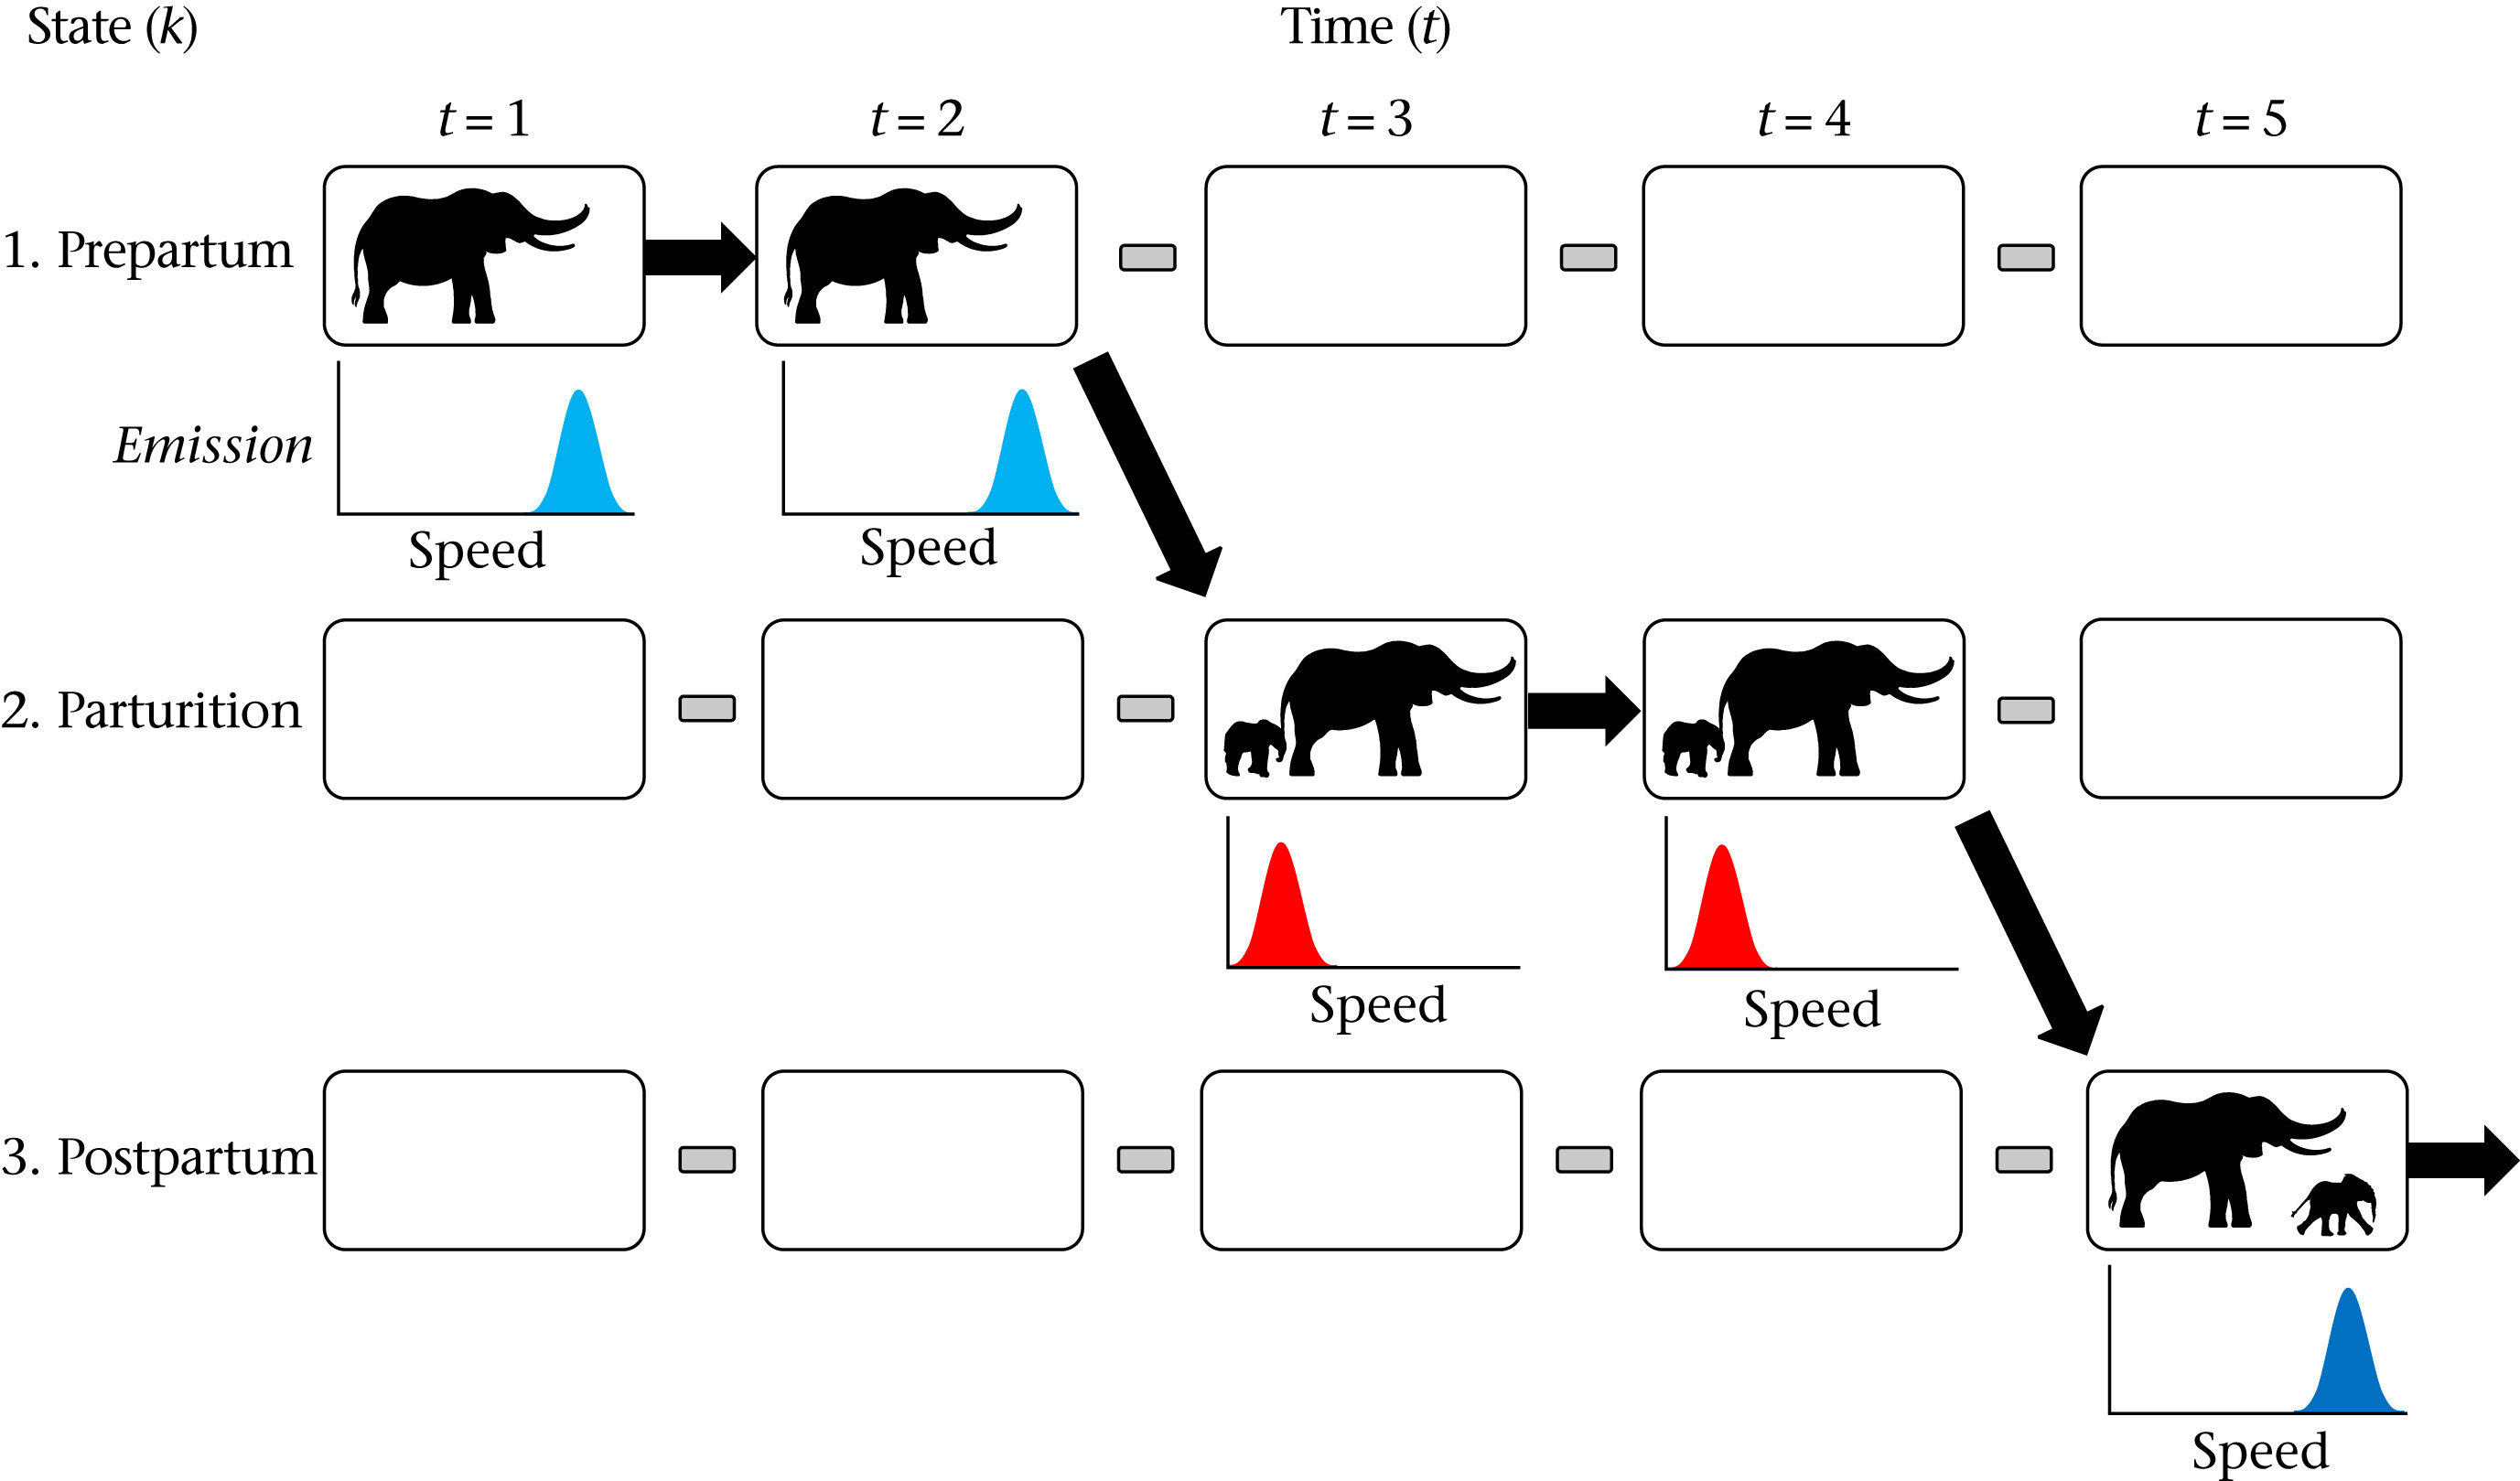 State (k)
Time (t)
t = 1
t = 2
t = 3
t = 4
t = 5
1. Prepartum
Emission
Speed
Speed
2. Parturition
Speed
Speed
3. Postpartum
Speed